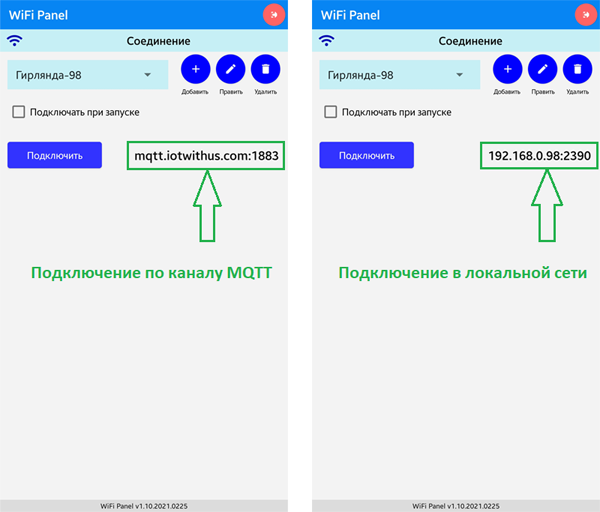 WiFi Panel
Соединение
Гирлянда-98
Добавить
Править
Удалить
Подключать при запуске
Подключить
mqtt.iotwithus.com:1883
Подключение по каналу MQTT
WiFi Panel v1.10.2021.0225
WiFi Panel
Соединение
Гирлянда-98
Добавить
Править
Удалить
Подключать при запуске
Подключить
192.168.0.98:2390
Подключение в локальной сети
WiFi Panel v1.10.2021.0225